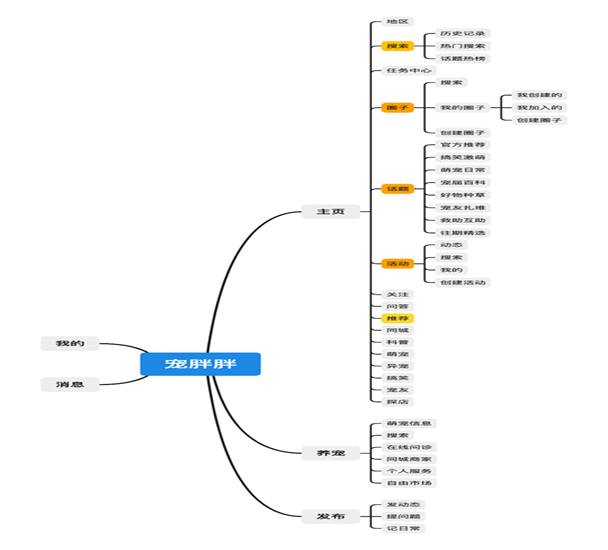 宠胖胖
我的
消息
主页
地区
搜索
历史记录
热门搜索
话题热榜
任务中心
圈子
搜索
我的圈子
我创建的
我加入的
创建圈子
创建圈子
话题
官方推荐
搞笑激萌
萌宠日常
宠届百科
好物种草
宠友扎堆
救助互助
往期精选
活动
动态
搜索
我的
创建活动
关注
问答
推荐
同城
科普
萌宠
异宠
搞笑
宠友
探店
养宠
萌宠信息
搜索
在线问诊
同城商家
个人服务
自由市场
发布
发动态
提问题
记日常